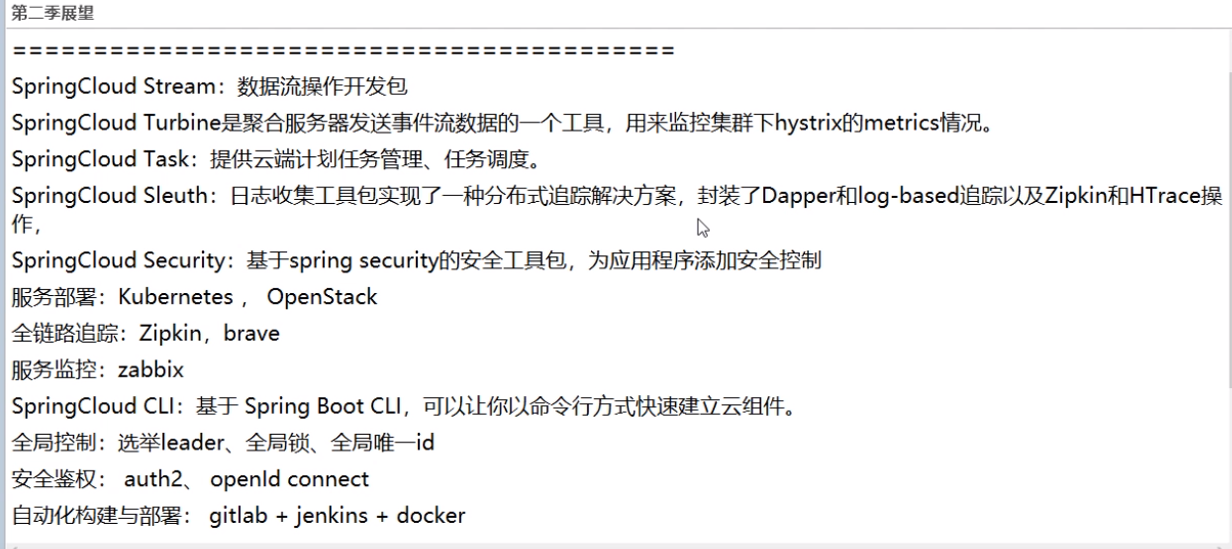 第二季展望
=========================================
SpringCloud Stream：数据流操作开发包
SpringCloud Turbine是聚合服务器发送事件流数据的一个工具，用来监控集群下hystrix的metrics情况。
SpringCloud Task：提供云端计划任务管理、任务调度。
SpringCloud Sleuth：日志收集工具包实现了一种分布式追踪解决方案，封装了Dapper和log-based追踪以及Zipkin和HTrace操
作，
SpringCloud Security：基于spring security的安全工具包，为应用程序添加安全控制
服务部署：Kubernetes ， OpenStack
全链路追踪：Zipkin，brave
服务监控：zabbix
SpringCloud CLI：基于 Spring Boot CLI，可以让你以命令行方式快速建立云组件。
全局控制：选举leader、全局锁、全局唯一id
安全鉴权： auth2、 openId connect
自动化构建与部署： gitlab + jenkins + docker